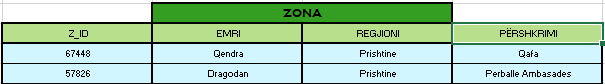 ZONA
Z_ID EMRI REGJIONI PËRSHKRIMI
67448 Qendra Prishtine Qafa
57826 Dragodan Prishtine Perballe Ambasades